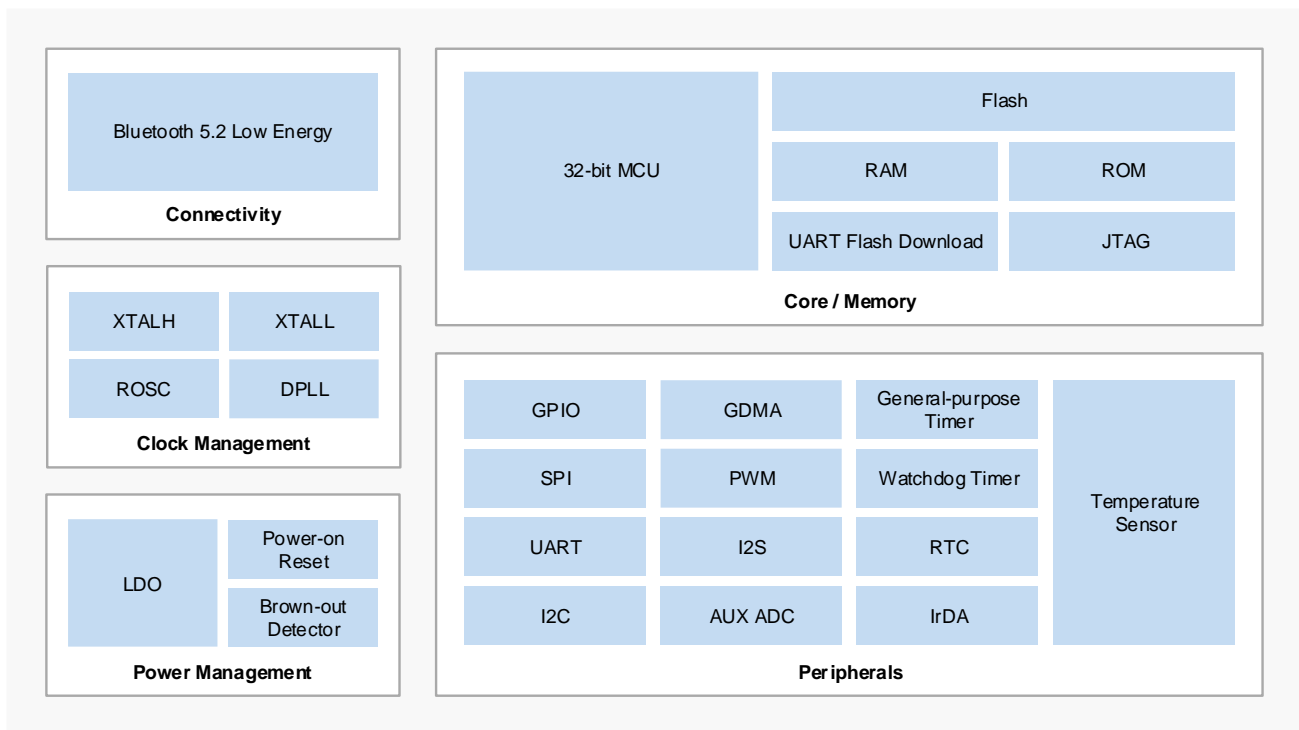 Bluetooth 5.2 Low Energy
Connectivity
XTALH
XTALL
ROSC
DPLL
Clock Management
LDO
Power-on
Reset
Brown-out
Detector
Power Management
32-bit MCU
Flash
RAM
ROM
UART Flash Download
JTAG
Core / Memory
GPIO
GDMA
General-purpose
Timer
SPI
PWM
Watchdog Timer
UART
I2S
RTC
I2C
AUX ADC
IrDA
Temperature
Sensor
Peripherals